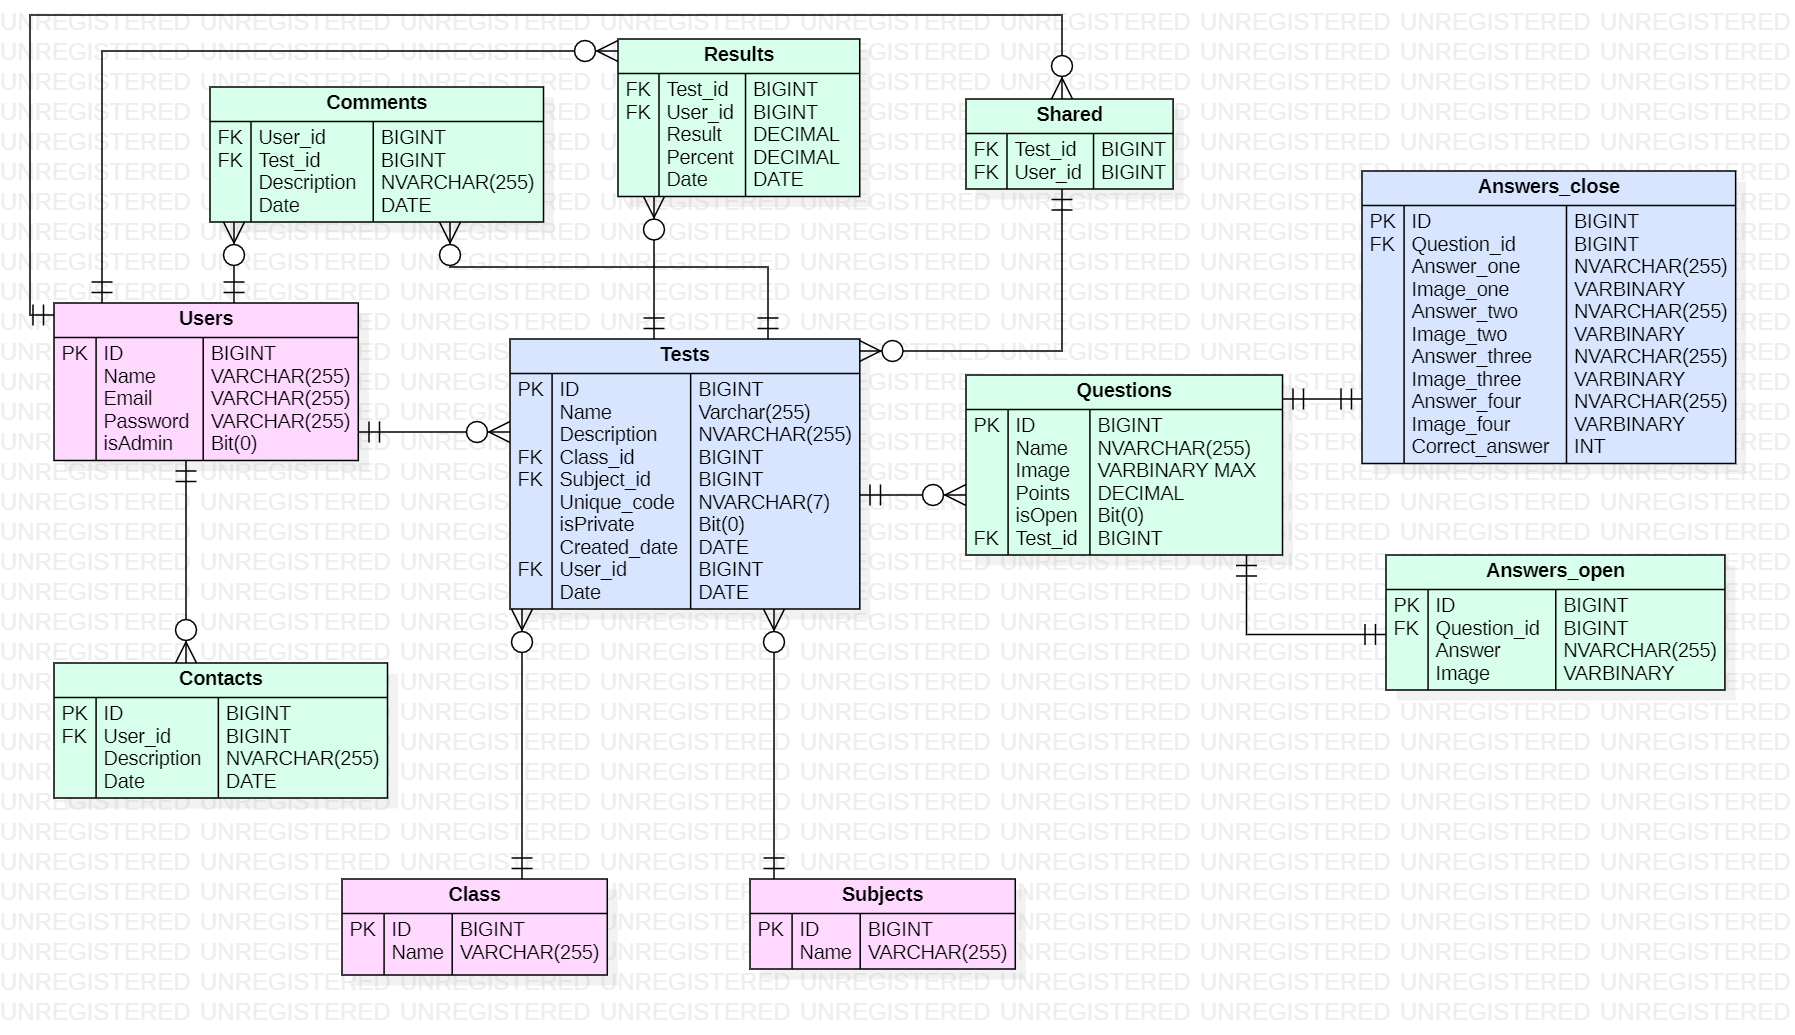 Results
FK Test_id BIGINT
FK User_id BIGINT
Result DECIMAL
Percent DECIMAL
Date DATE
Comments
FK User_id BIGINT
FK Test_id BIGINT
Description NVARCHAR(255)
Date DATE
Shared
FK Test_id BIGINT
FK User_id BIGINT
Answers_close
PK ID BIGINT
FK Question_id BIGINT
Answer_one NVARCHAR(255)
Image_one VARBINARY
Answer_two NVARCHAR(255)
Image_two VARBINARY
Answer_three NVARCHAR(255)
Image_three VARBINARY
Answer_four NVARCHAR(255)
Image_four VARBINARY
Correct_answer INT
Users
PK ID BIGINT
Name VARCHAR(255)
Email VARCHAR(255)
Password VARCHAR(255)
isAdmin Bit(0)
Tests
PK ID BIGINT
Name Varchar(255)
Description NVARCHAR(255)
FK Class_id BIGINT
FK Subject_id BIGINT
Unique_code NVARCHAR(7)
isPrivate Bit(0)
Created_date DATE
FK User_id BIGINT
Date DATE
Questions
PK ID BIGINT
Name NVARCHAR(255)
Image VARBINARY MAX
Points DECIMAL
isOpen Bit(0)
FK Test_id BIGINT
Answers_open
PK ID BIGINT
FK Question_id BIGINT
Answer NVARCHAR(255)
Image VARBINARY
Contacts
PK ID BIGINT
FK User_id BIGINT
Description NVARCHAR(255)
Date DATE
Class
PK ID BIGINT
Name VARCHAR(255)
Subjects
PK ID BIGINT
Name VARCHAR(255)
UNREGISTERED